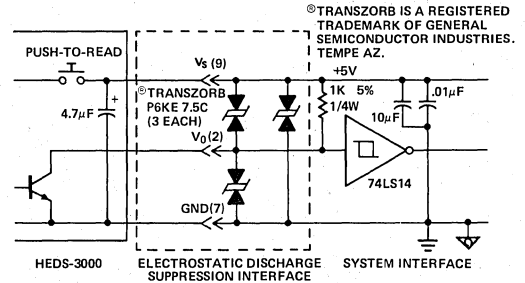 ® TRANSZORB IS A REGISTERED
TRADEMARK OF GENERAL
SEMICONDUCTOR INDUSTRIES.
TEMPE AZ.
PUSH-TO-READ
VS (9)
+5V
® TRANSZORB
P6KE 7.5C
(3 EACH)
1K 5%
1/4W
.01μF
4.7μF
+
10μF
VO(2)
74LS14
GND(7)
HEDS-3000
ELECTROSTATIC DISCHARGE
SUPPRESSION INTERFACE
SYSTEM INTERFACE